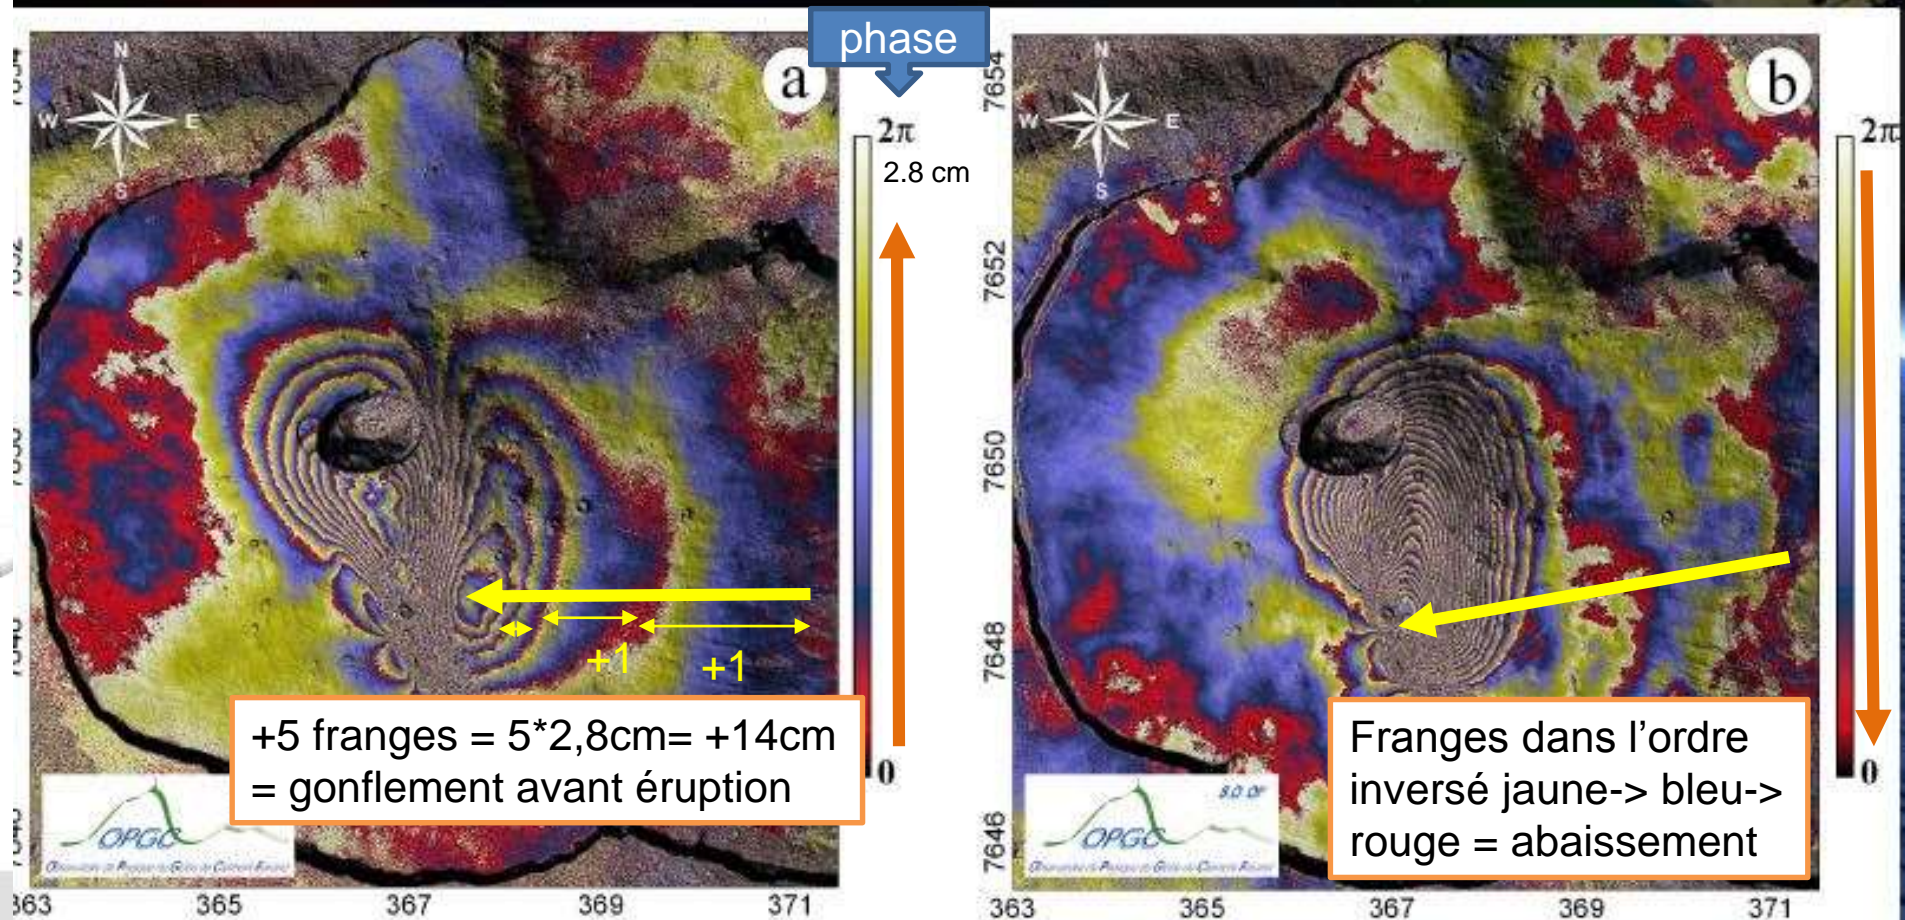 phase
a
N
W
E
S
2π
2.8 cm
0
+1
+1
+5 franges = 5*2,8cm= +14cm
= gonflement avant éruption
OPGC
363
365
367
369
371
b
N
W
E
S
7654
7652
7650
7648
7646
2π
0
Franges dans l’ordre
inversé jaune-> bleu->
rouge = abaissement
OPGC
363
365
367
369
371